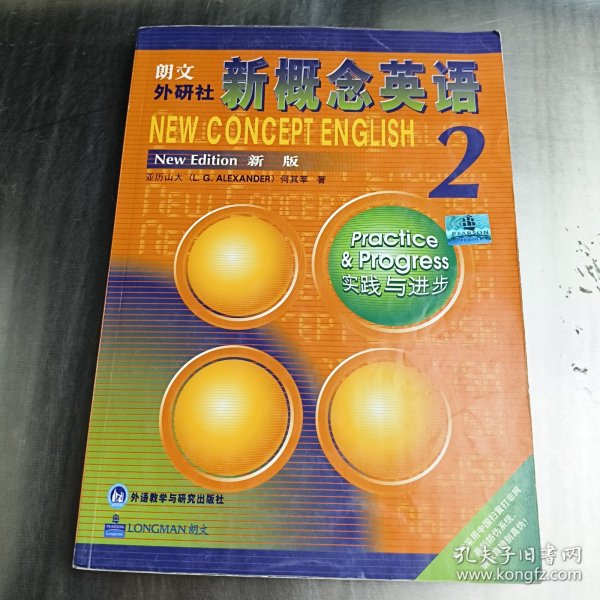 朗文
外研社
新概念英语
NEW CONCEPT ENGLISH
2
New Edition 新 版
亚历山大（L. G. ALEXANDER）何其莘 著
Practice
& Progress
实践与进步
PEARSON
外语教学与研究出版社
LONGMAN 朗文
孔夫子旧书网
www.kongfz.com